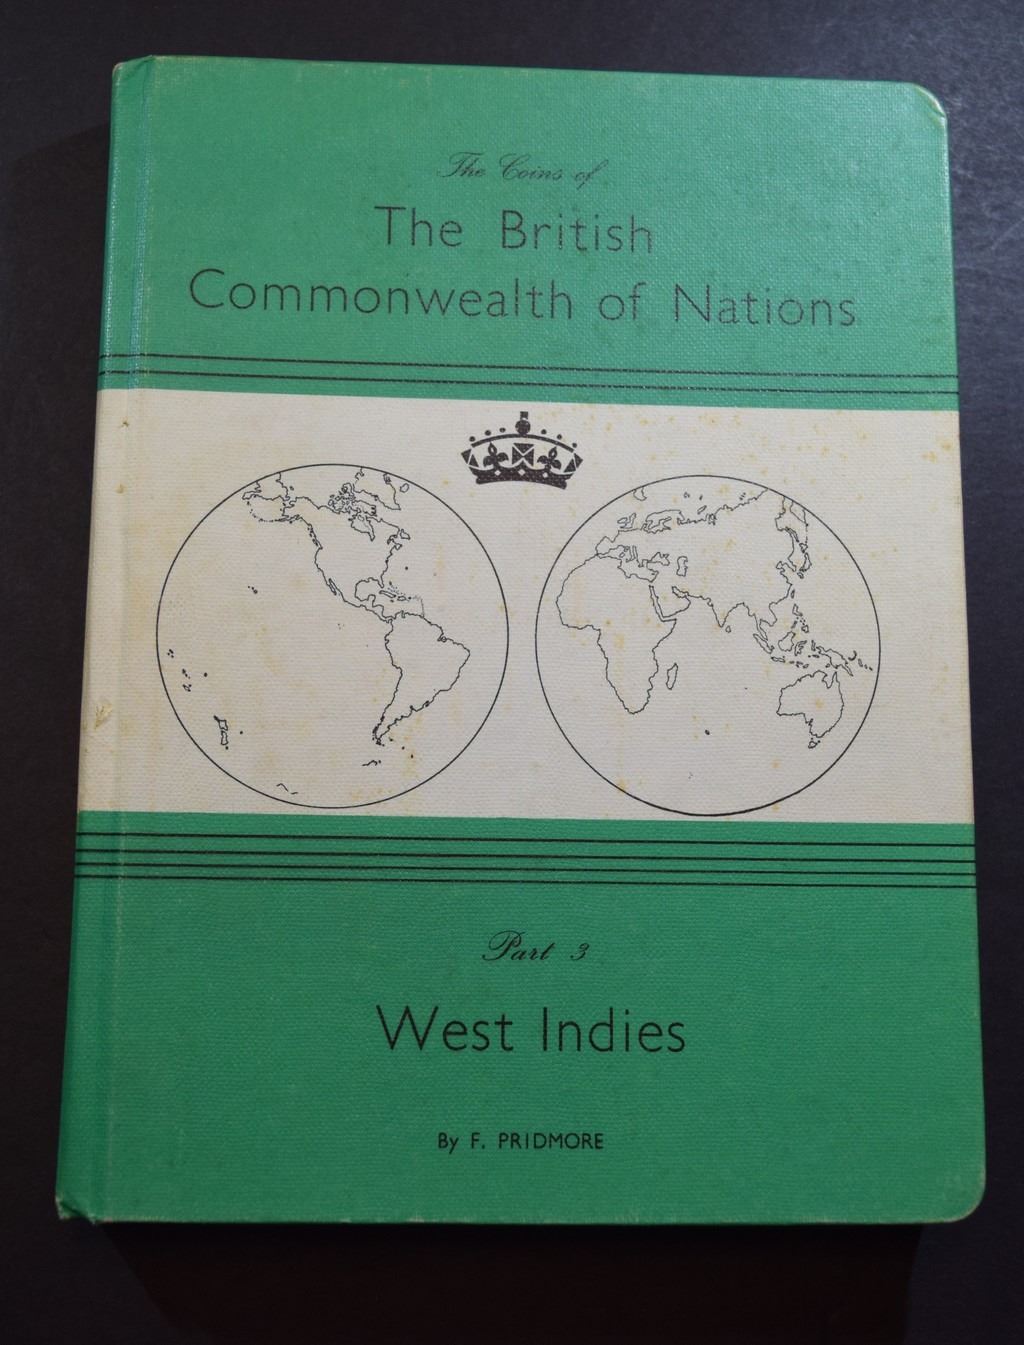 The Coins of
The British
Commonwealth of Nations
Part 3
West Indies
By F. PRIDMORE